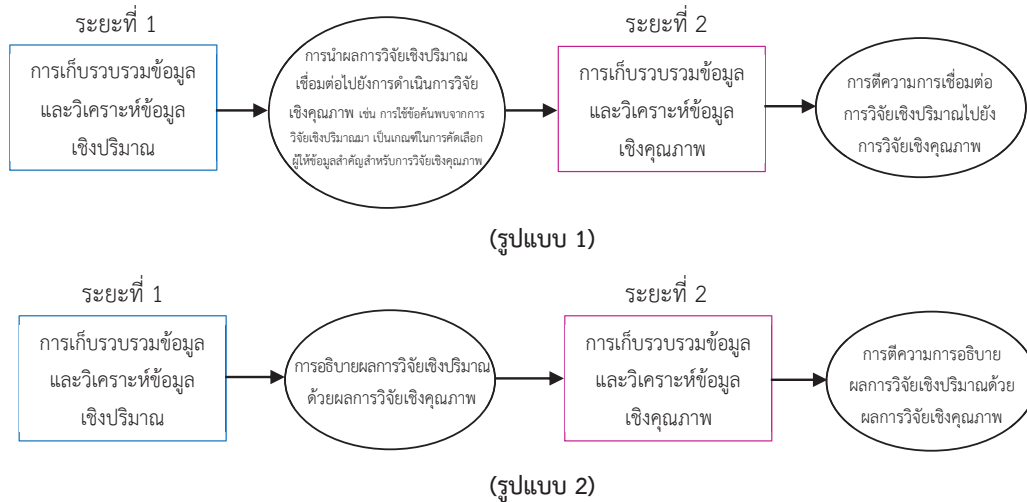 ระยะที่ 1
การเก็บรวบรวมข้อมูล
และวิเคราะห์ข้อมูล
เชิงปริมาณ
การนำผลการวิจัยเชิงปริมาณ
เชื่อมต่อไปยังการดำเนินการวิจัย
เชิงคุณภาพ เช่น การใช้ข้อค้นพบจากการ
วิจัยเชิงปริมาณมา เป็นเกณฑ์ในการคัดเลือก
ผู้ให้ข้อมูลสำคัญสำหรับการวิจัยเชิงคุณภาพ
ระยะที่ 2
การเก็บรวบรวมข้อมูล
และวิเคราะห์ข้อมูล
เชิงคุณภาพ
การตีความการเชื่อมต่อ
การวิจัยเชิงปริมาณไปยัง
การวิจัยเชิงคุณภาพ
(รูปแบบ 1)
ระยะที่ 1
การเก็บรวบรวมข้อมูล
และวิเคราะห์ข้อมูล
เชิงปริมาณ
การอธิบายผลการวิจัยเชิงปริมาณ
ด้วยผลการวิจัยเชิงคุณภาพ
ระยะที่ 2
การเก็บรวบรวมข้อมูล
และวิเคราะห์ข้อมูล
เชิงคุณภาพ
การตีความการอธิบาย
ผลการวิจัยเชิงปริมาณด้วย
ผลการวิจัยเชิงคุณภาพ
(รูปแบบ 2)